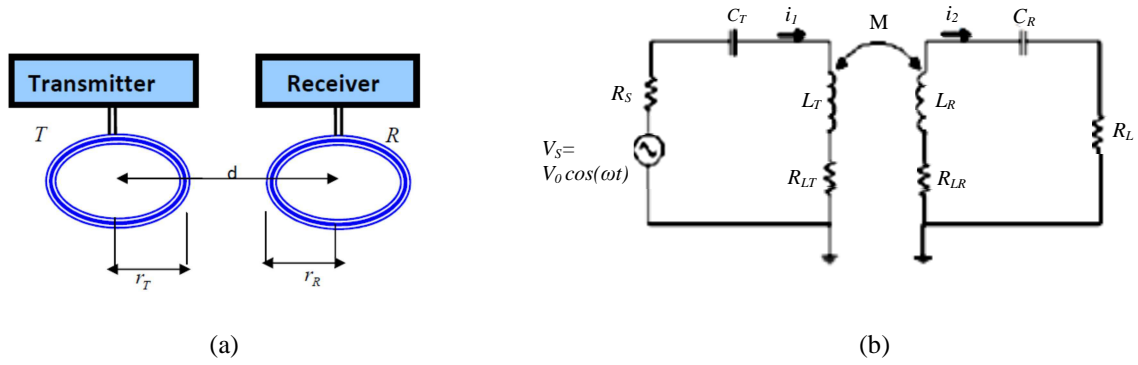 Transmitter
Receiver
T
R
d
r_T
r_R
(a)
C_T
i_1
M
i_2
C_R
R_S
L_T
L_R
R_L
V_S=
V_0 cos(ωt)
R_LT
R_LR
(b)